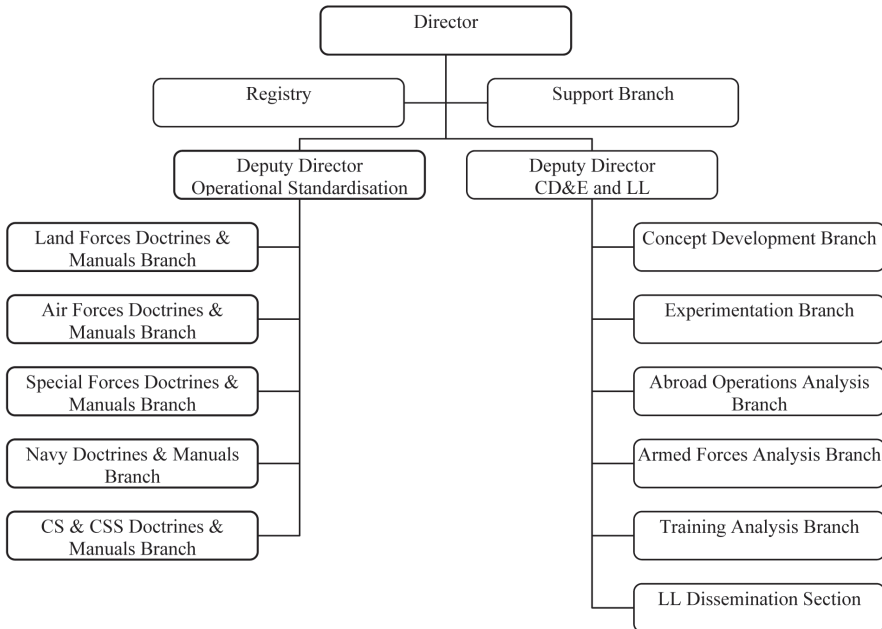 Director
Registry
Support Branch
Deputy Director
Operational Standardisation
Deputy Director
CD&E and LL
Land Forces Doctrines &
Manuals Branch
Air Forces Doctrines &
Manuals Branch
Special Forces Doctrines &
Manuals Branch
Navy Doctrines & Manuals
Branch
CS & CSS Doctrines &
Manuals Branch
Concept Development Branch
Experimentation Branch
Abroad Operations Analysis
Branch
Armed Forces Analysis Branch
Training Analysis Branch
LL Dissemination Section